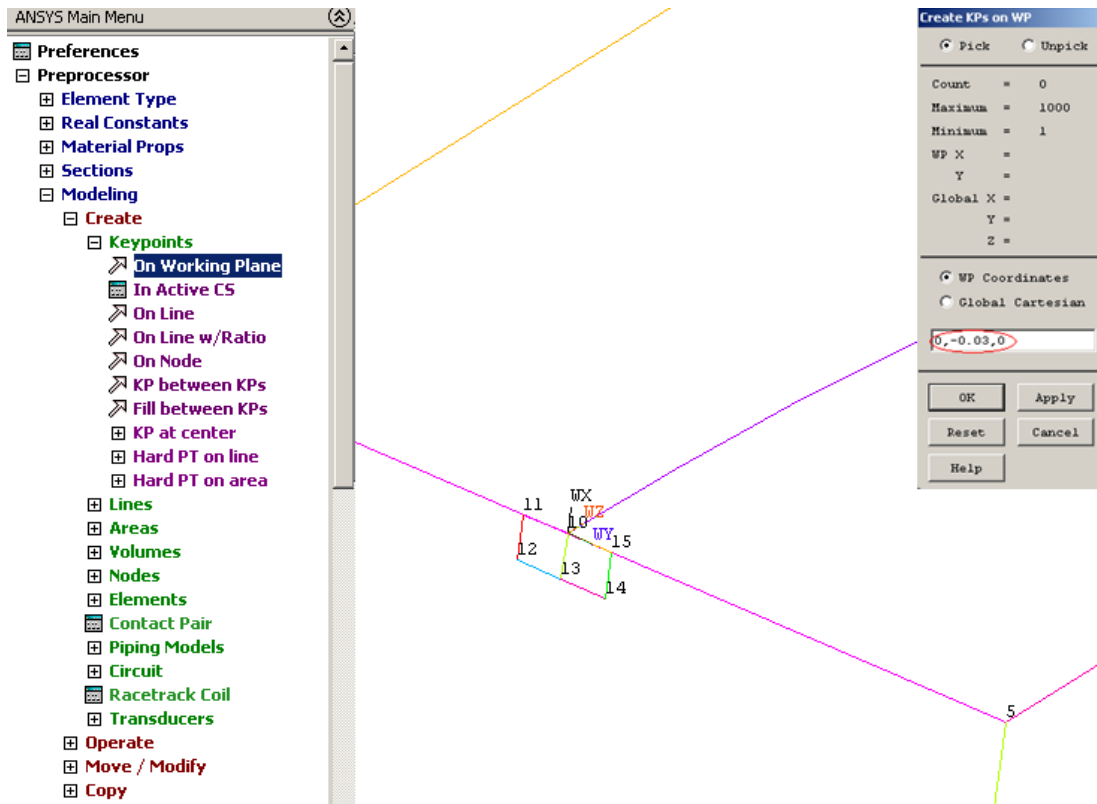 ANSYS Main Menu
Preferences
Preprocessor
Element Type
Real Constants
Material Props
Sections
Modeling
Create
Keypoints
On Working Plane
In Active CS
On Line
On Line w/Ratio
On Node
KP between KPs
Fill between KPs
KP at center
Hard PT on line
Hard PT on area
Lines
Areas
Volumes
Nodes
Elements
Contact Pair
Piping Models
Circuit
Racetrack Coil
Transducers
Operate
Move / Modify
Copy
11
WX
WZ
10
WY
15
12
13
14
5
Create KPs on WP
Pick Unpick
Count = 0
Maximum = 1000
Minimum = 1
WP X =
Y =
Global X =
Y =
Z =
WP Coordinates
Global Cartesian
0,-0.03,0
OK Apply
Reset Cancel
Help